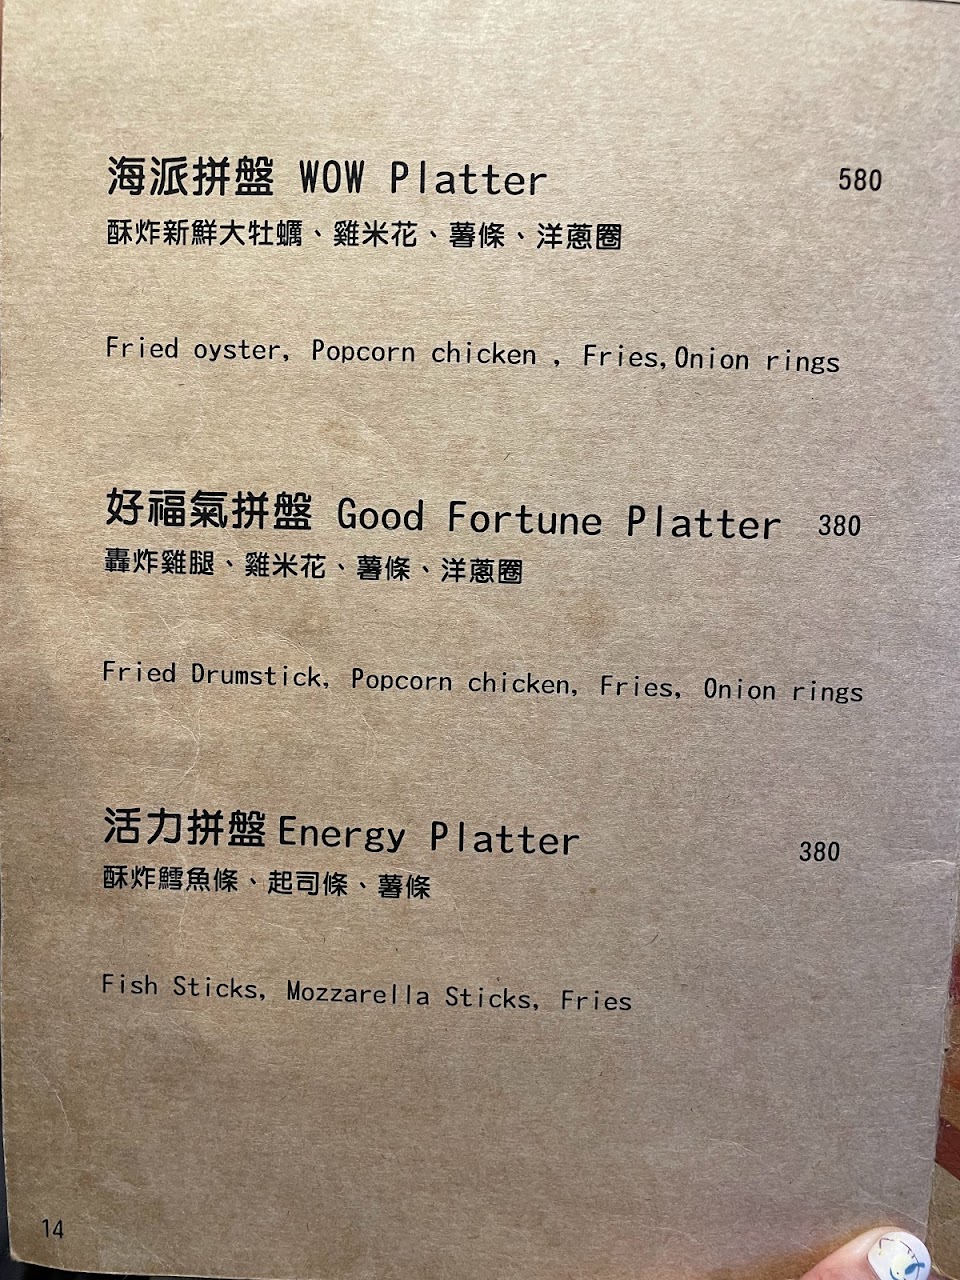 海派拼盤 WOW Platter 580
酥炸新鮮大牡蠣、雞米花、薯條、洋蔥圈
Fried oyster, Popcorn chicken , Fries,Onion rings
好福氣拼盤 Good Fortune Platter 380
轟炸雞腿、雞米花、薯條、洋蔥圈
Fried Drumstick, Popcorn chicken, Fries, Onion rings
活力拼盤 Energy Platter 380
酥炸鱈魚條、起司條、薯條
Fish Sticks, Mozzarella Sticks, Fries
14